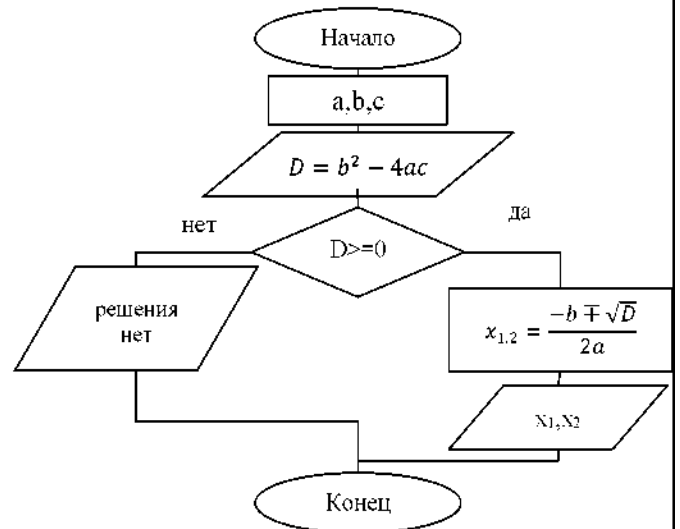 Начало
a,b,c
D = b² − 4ac
нет
да
D>=0
решения
нет
x₁.₂ = (−b ∓ √D) / 2a
x₁,x₂
Конец